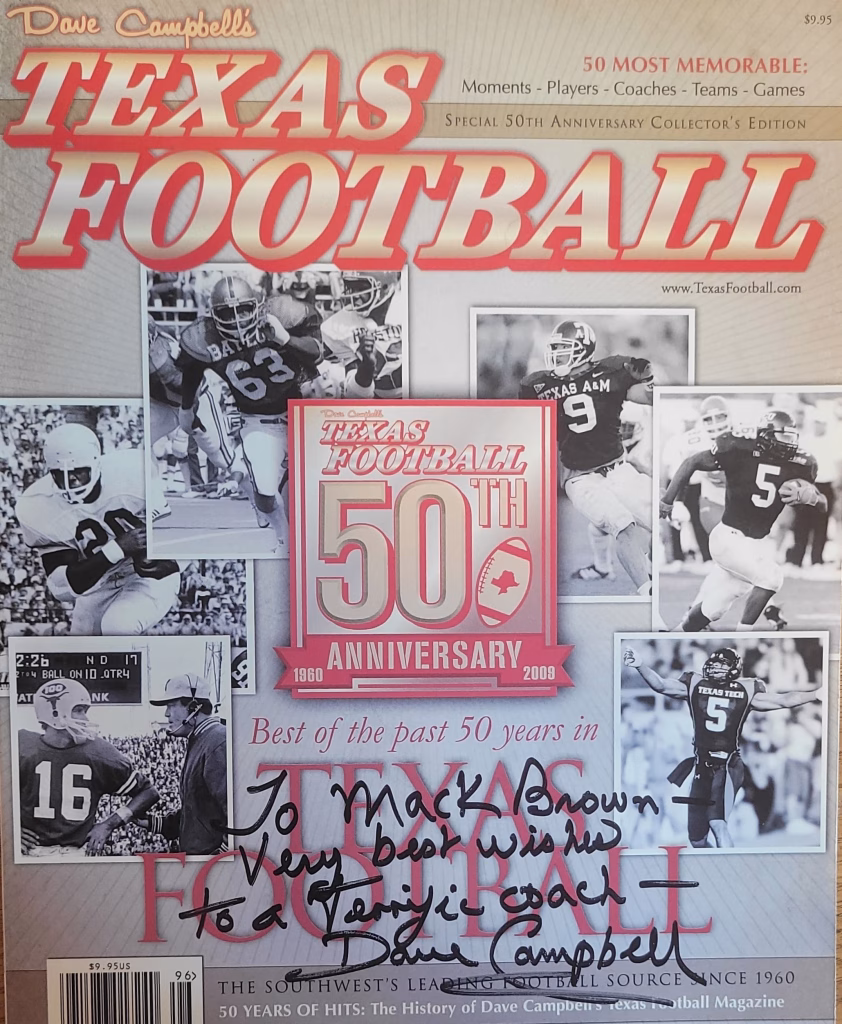 Dave Campbell's
$9.95
TEXAS
FOOTBALL
50 MOST MEMORABLE:
Moments - Players - Coaches - Teams - Games
SPECIAL 50TH ANNIVERSARY COLLECTOR'S EDITION
www.TexasFootball.com
63
TEXAS A&M
9
5
20
Dave Campbell's
TEXAS
FOOTBALL
50TH
ANNIVERSARY
1960
2009
2:26 ND 17
BALL ON 10 QTR4
100
16
TEXAS TECH
5
Best of the past 50 years in
TEXAS
FOOTBALL
To Mack Brown —
Very best wishes
to a Terrific coach —
Dave Campbell
$9.95US
96>
THE SOUTHWEST'S LEADING FOOTBALL SOURCE SINCE 1960
50 YEARS OF HITS: The History of Dave Campbell's Texas Football Magazine